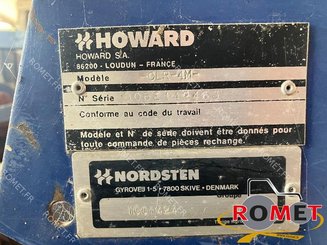 HOWARD
HOWARD S.A.
86200 - LOUDUN - FRANCE
Modèle
N° Série
Conforme au code du travail
Modèle et N° de série doivent être donnés pour
toute commande de pièces rechange.
NORDSTEN
GYROVEJ 1-5 • 7800 SKIVE • DENMARK
ROMET